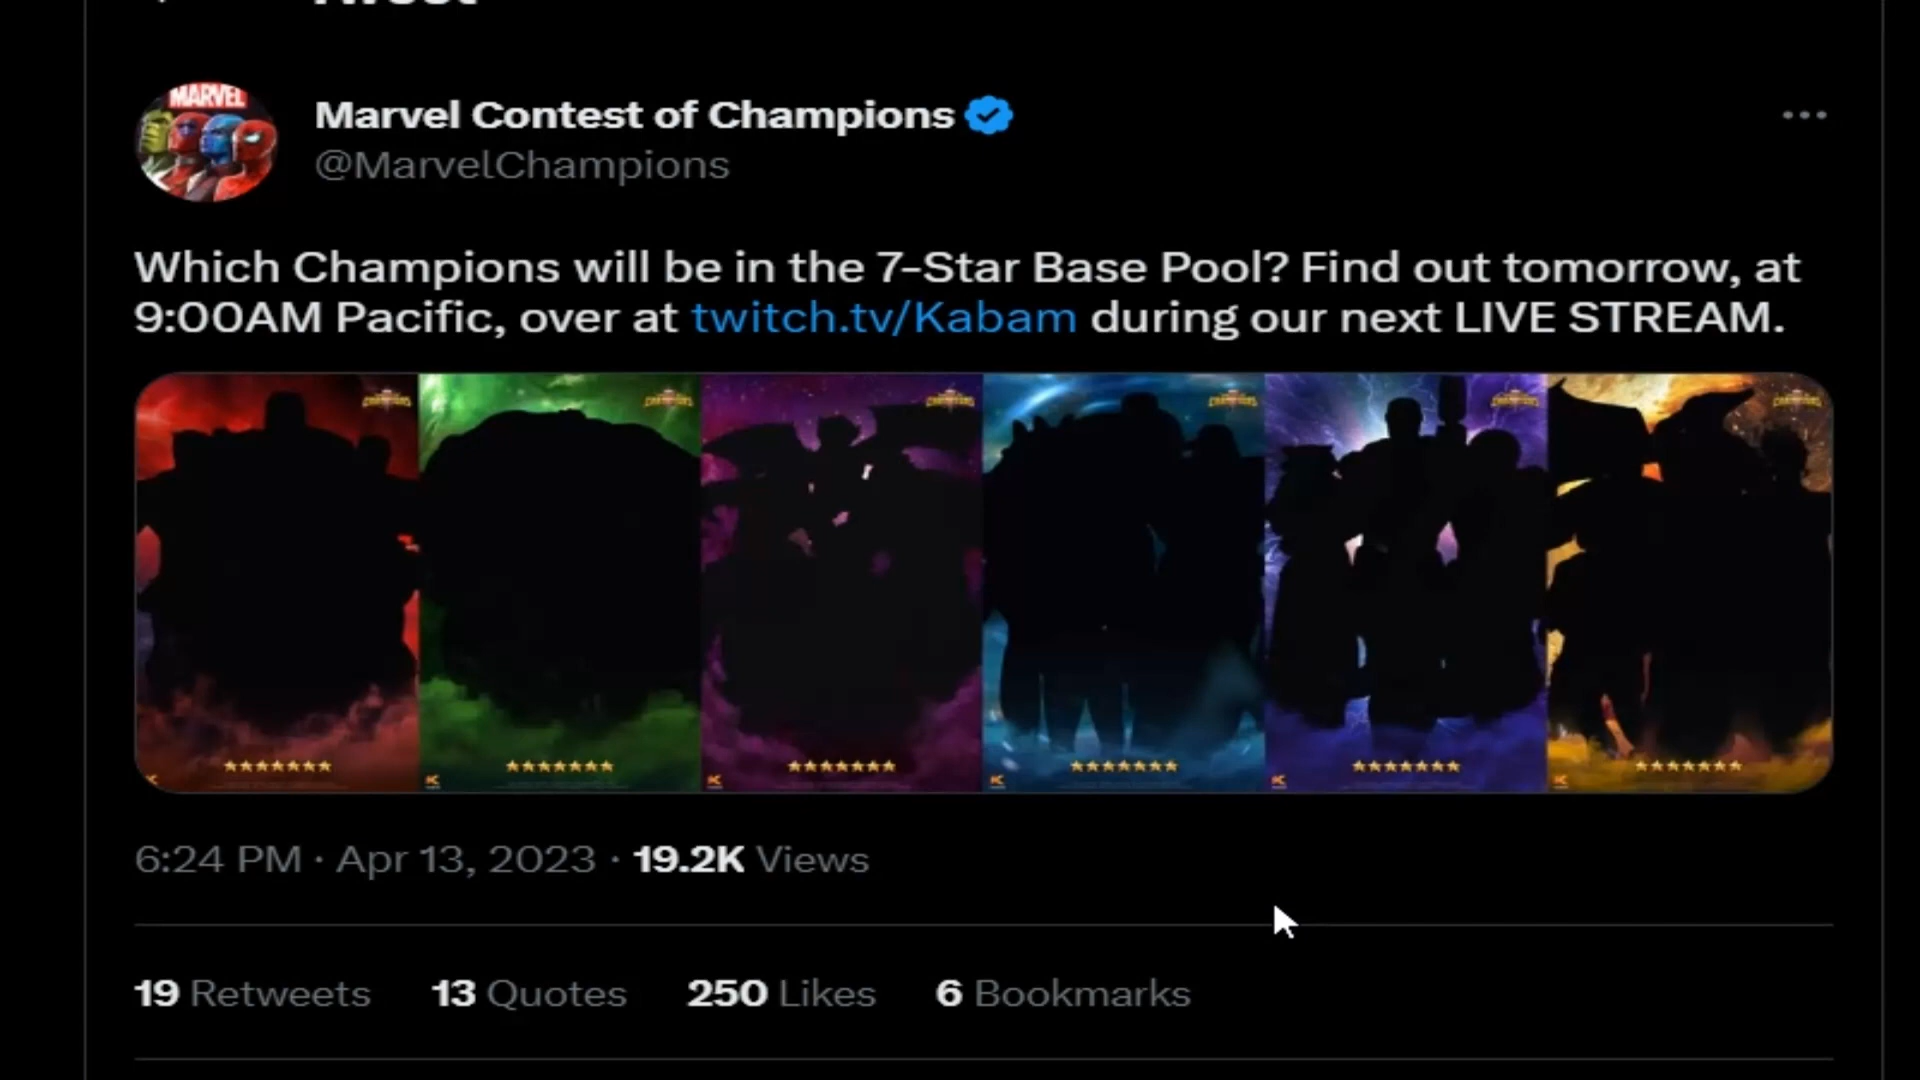 MARVEL
Marvel Contest of Champions
@MarvelChampions
Which Champions will be in the 7-Star Base Pool? Find out tomorrow, at
9:00AM Pacific, over at twitch.tv/Kabam during our next LIVE STREAM.
6:24 PM · Apr 13, 2023 · 19.2K Views
19 Retweets 13 Quotes 250 Likes 6 Bookmarks